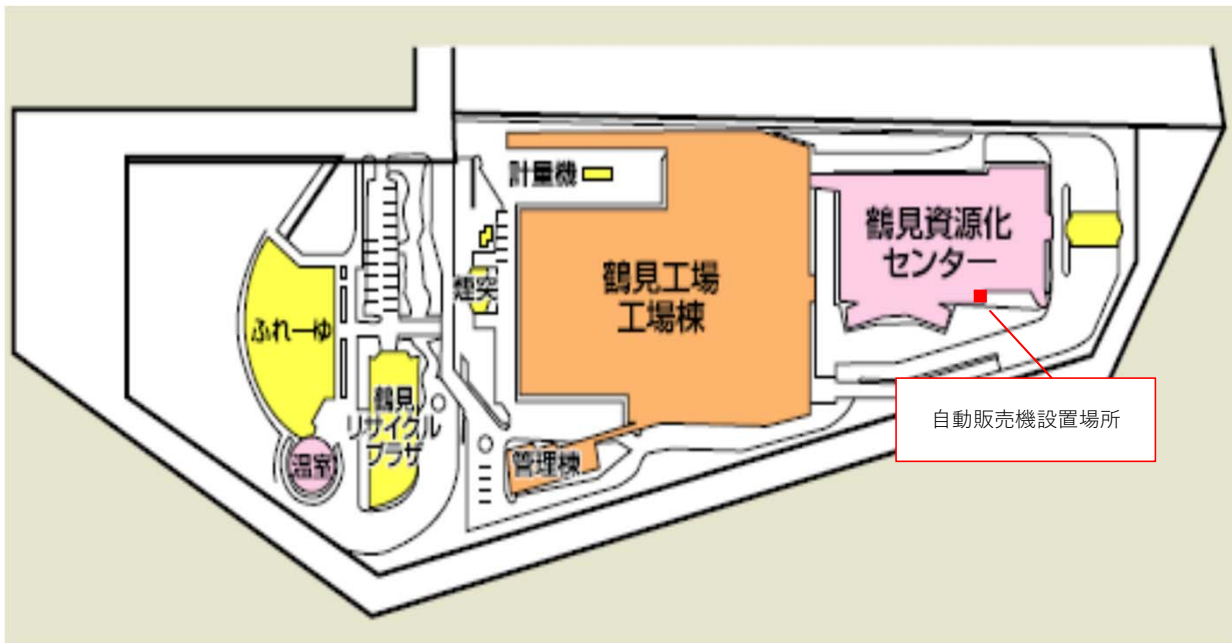 計量機
鶴見資源化
センター
煙突
鶴見工場
工場棟
ふれーゆ
鶴見
リサイクル
プラザ
自動販売機設置場所
温室
管理棟